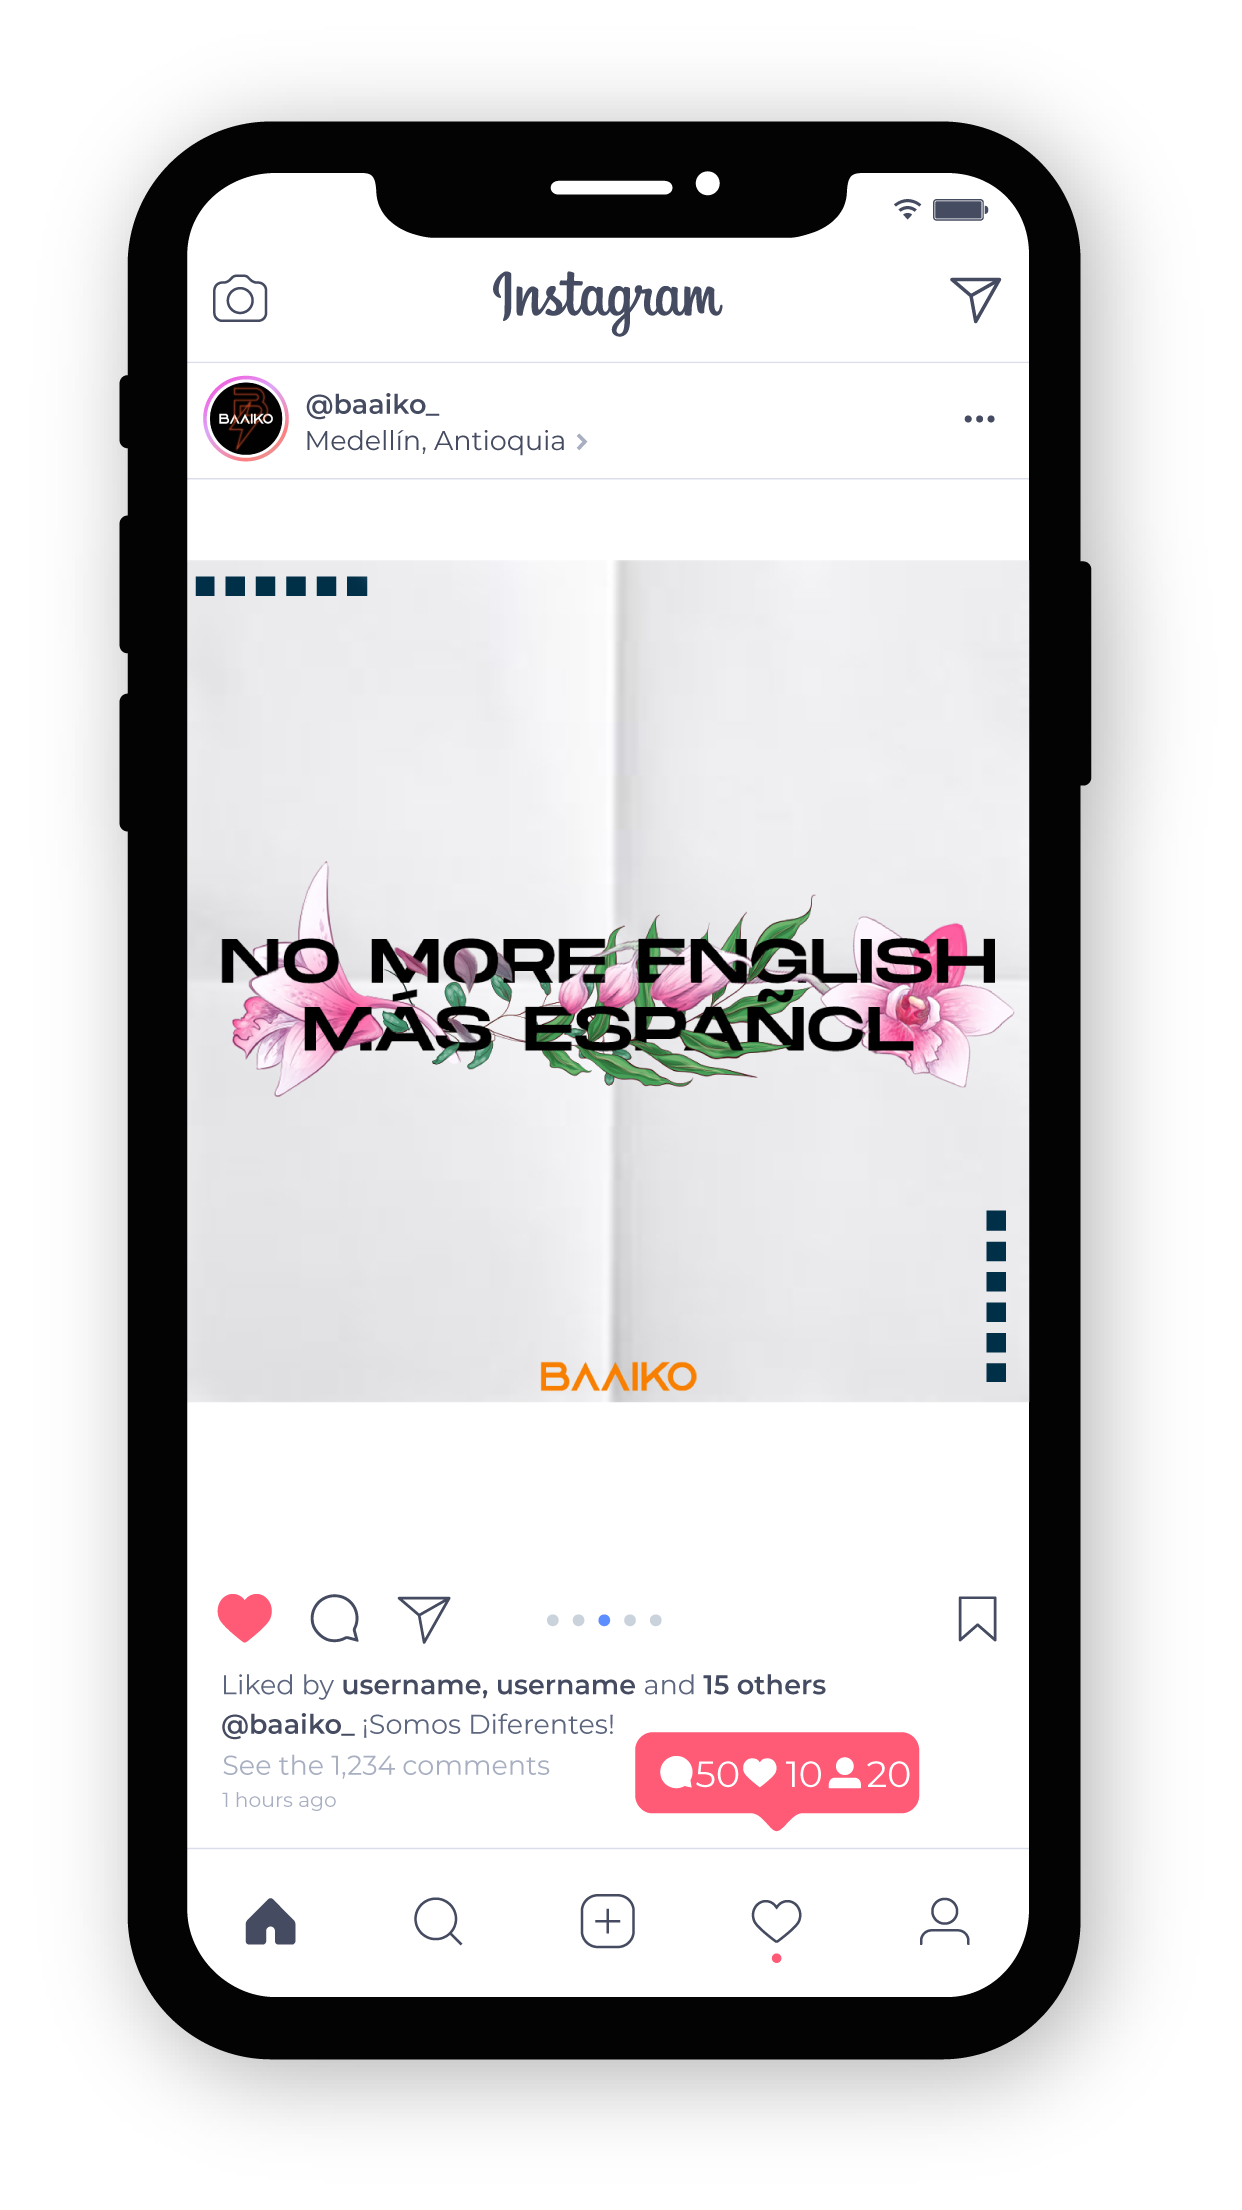 Instagram
BAAIKO
@baaiko_
Medellín, Antioquia >
NO MORE ENGLISH
MÁS ESPAÑOL
BAAIKO
Liked by username, username and 15 others
@baaiko_ ¡Somos Diferentes!
See the 1,234 comments
1 hours ago
50 10 20